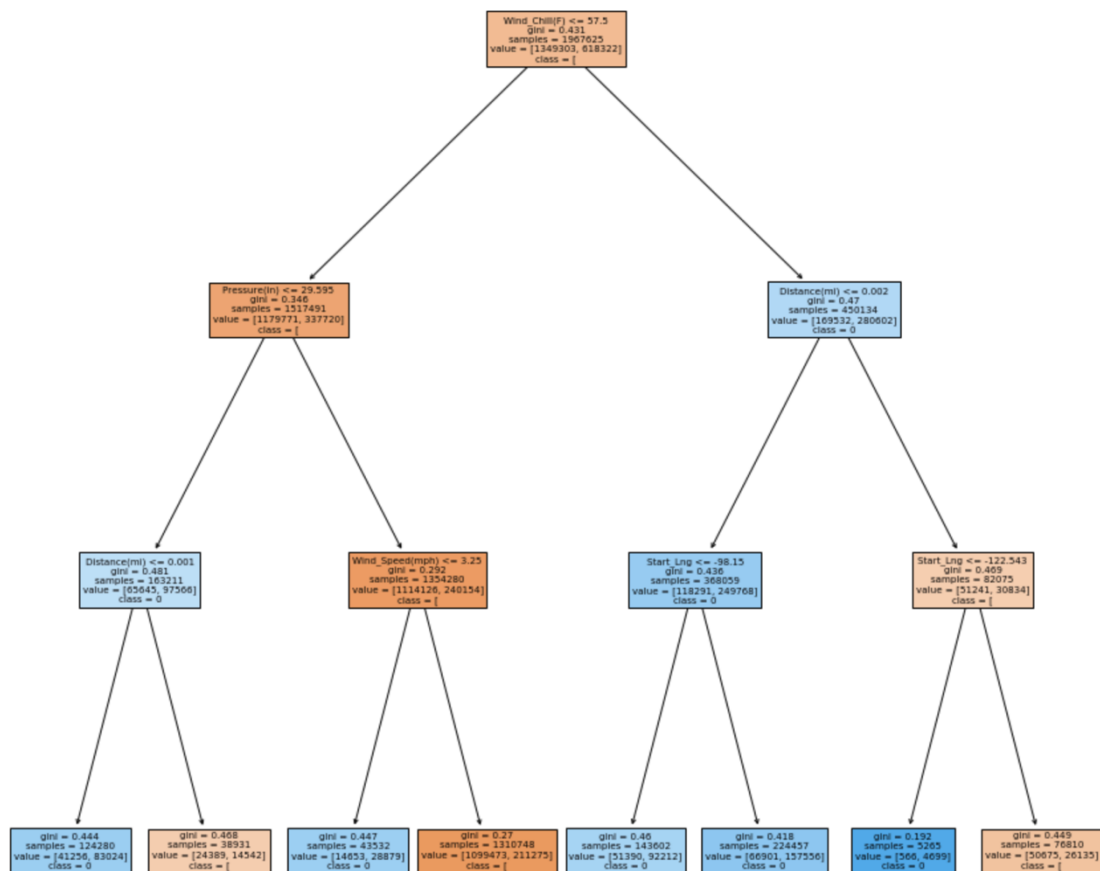 Wind_Chill(F) <= 57.5
gini = 0.431
samples = 1967625
value = [1349303, 618322]
class = [
Pressure(in) <= 29.595
gini = 0.346
samples = 1517491
value = [1179771, 337720]
class = [
Distance(mi) <= 0.002
gini = 0.47
samples = 450134
value = [169532, 280602]
class = 0
Distance(mi) <= 0.001
gini = 0.481
samples = 163211
value = [65645, 97566]
class = 0
Wind_Speed(mph) <= 3.25
gini = 0.292
samples = 1354280
value = [1114126, 240154]
class = [
Start_Lng <= -98.15
gini = 0.436
samples = 368059
value = [118291, 249768]
class = 0
Start_Lng <= -122.543
gini = 0.469
samples = 82075
value = [51241, 30834]
class = [
gini = 0.444
samples = 124280
value = [41256, 83024]
class = 0
gini = 0.468
samples = 38931
value = [24389, 14542]
class = [
gini = 0.447
samples = 43532
value = [14653, 28879]
class = 0
gini = 0.27
samples = 1310748
value = [1099473, 211275]
class = [
gini = 0.46
samples = 143602
value = [51390, 92212]
class = 0
gini = 0.418
samples = 224457
value = [66901, 157556]
class = 0
gini = 0.192
samples = 5265
value = [566, 4699]
class = 0
gini = 0.449
samples = 76810
value = [50675, 26135]
class = [